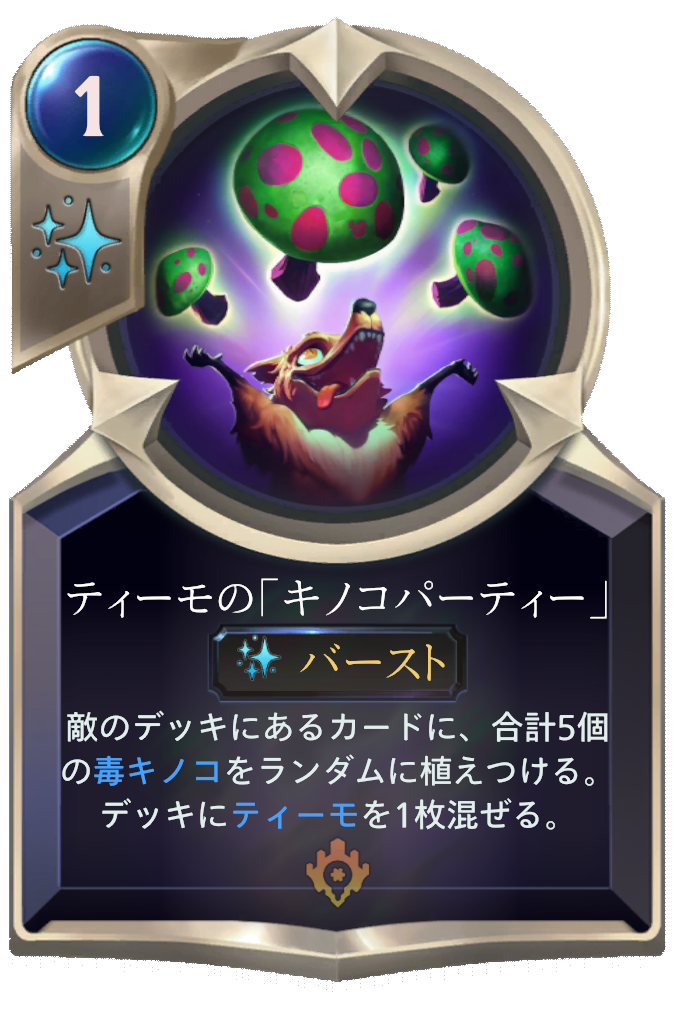 1
ティーモの「キノコパーティー」
バースト
敵のデッキにあるカードに、合計5個
の毒キノコをランダムに植えつける。
デッキにティーモを1枚混ぜる。